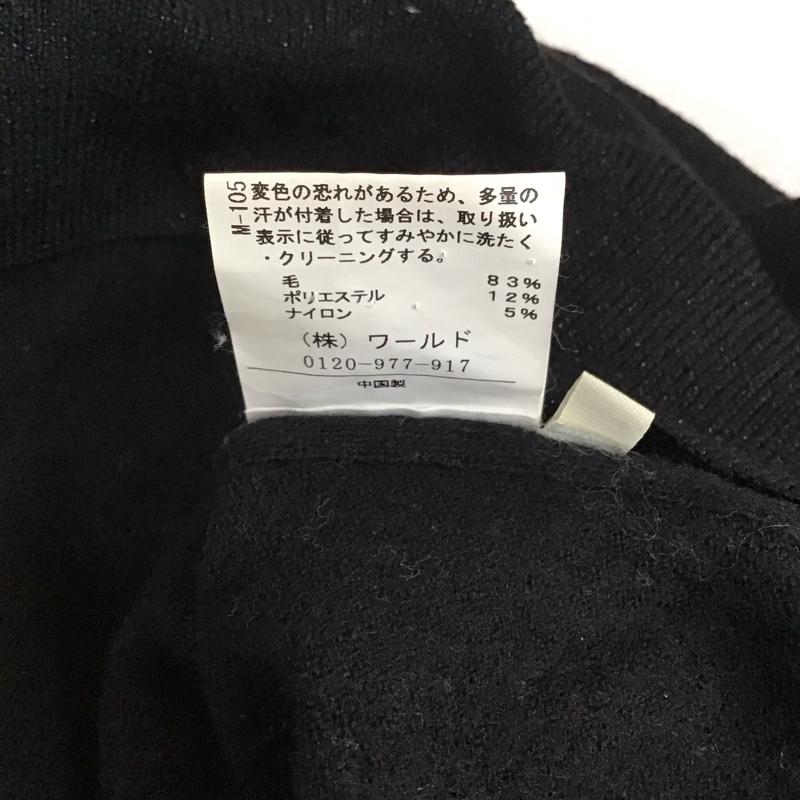 M-105
変色の恐れがあるため、多量の
汗が付着した場合は、取り扱い
表示に従ってすみやかに洗たく
・クリーニングする。
毛 83%
ポリエステル 12%
ナイロン 5%
(株) ワールド
0120-977-917
中国製